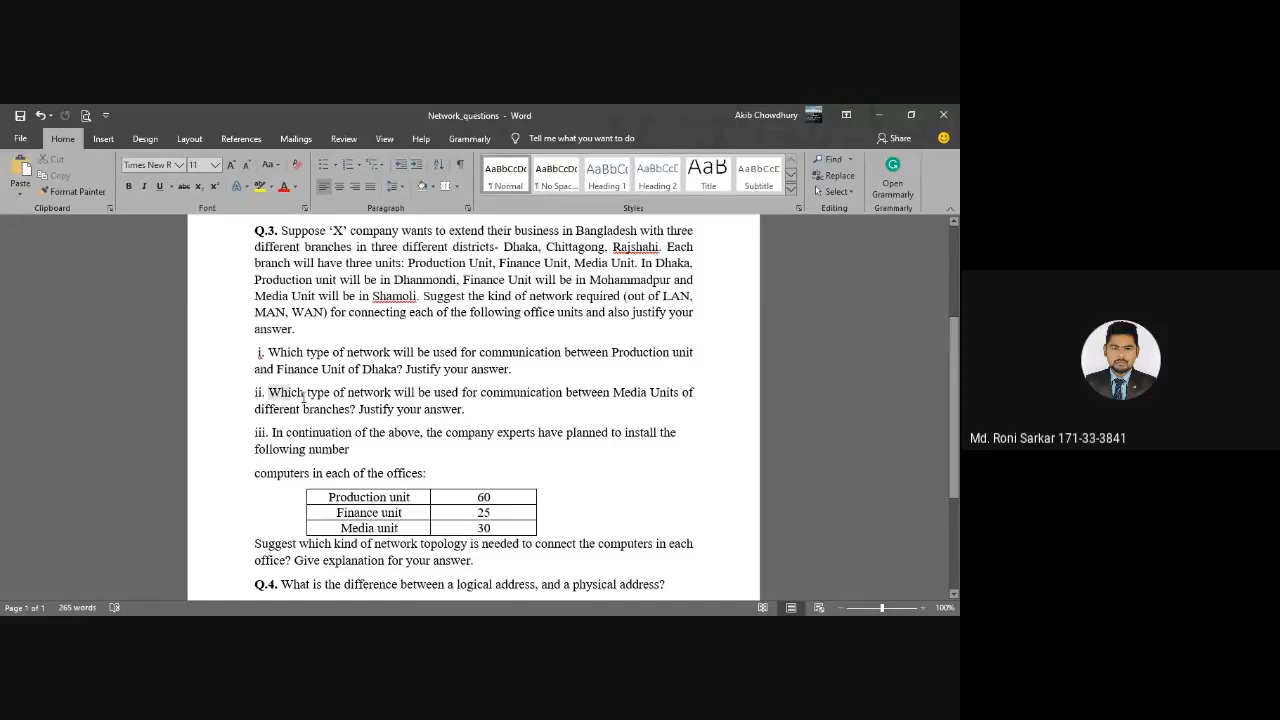 Network_questions - Word
Akib Chowdhury
File Home Insert Design Layout References Mailings Review View Help Grammarly Tell me what you want to do Share
Paste
Cut
Copy
Format Painter
Clipboard
Times New R 11
Font
Paragraph
AaBbCcDc AaBbCcDc AaBbCc AaBbCcD AaB AaBbCcD
¶ Normal ¶ No Spac... Heading 1 Heading 2 Title Subtitle
Styles
Find
Replace
Select
Editing
Open
Grammarly
Grammarly
Q.3. Suppose ‘X’ company wants to extend their business in Bangladesh with three
different branches in three different districts- Dhaka, Chittagong, Rajshahi. Each
branch will have three units: Production Unit, Finance Unit, Media Unit. In Dhaka,
Production unit will be in Dhanmondi, Finance Unit will be in Mohammadpur and
Media Unit will be in Shamoli. Suggest the kind of network required (out of LAN,
MAN, WAN) for connecting each of the following office units and also justify your
answer.
i. Which type of network will be used for communication between Production unit
and Finance Unit of Dhaka? Justify your answer.
ii. Which type of network will be used for communication between Media Units of
different branches? Justify your answer.
iii. In continuation of the above, the company experts have planned to install the
following number
computers in each of the offices:
Production unit 60
Finance unit 25
Media unit 30
Suggest which kind of network topology is needed to connect the computers in each
office? Give explanation for your answer.
Q.4. What is the difference between a logical address, and a physical address?
Page 1 of 1 265 words 100%
Md. Roni Sarkar 171-33-3841